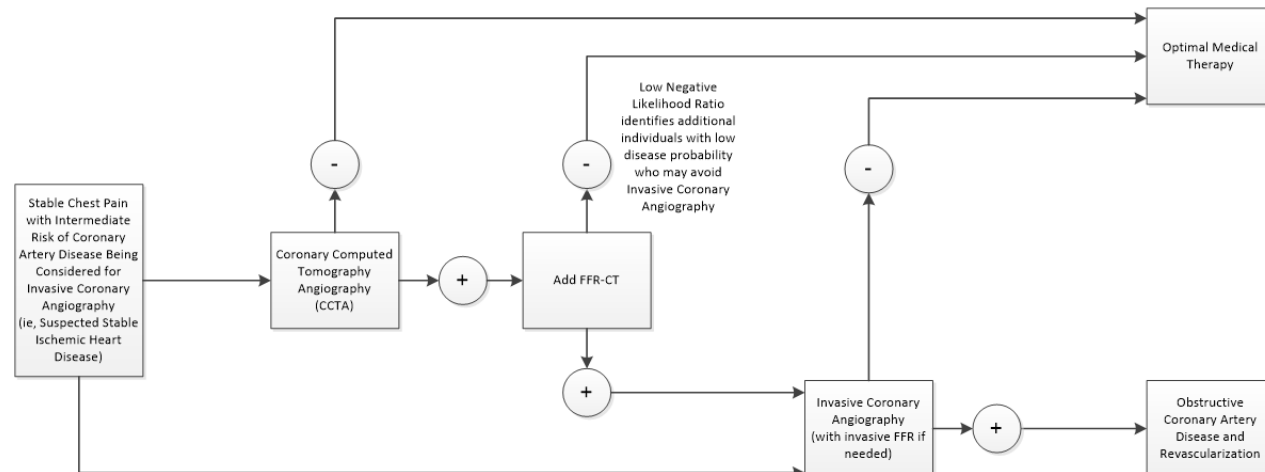 Optimal Medical
Therapy
Low Negative
Likelihood Ratio
identifies additional
individuals with low
disease probability
who may avoid
Invasive Coronary
Angiography
-
-
-
Stable Chest Pain
with Intermediate
Risk of Coronary
Artery Disease Being
Considered for
Invasive Coronary
Angiography
(ie, Suspected Stable
Ischemic Heart
Disease)
Coronary Computed
Tomography
Angiography
(CCTA)
+
Add FFR-CT
+
Invasive Coronary
Angiography
(with invasive FFR if
needed)
+
Obstructive
Coronary Artery
Disease and
Revascularization